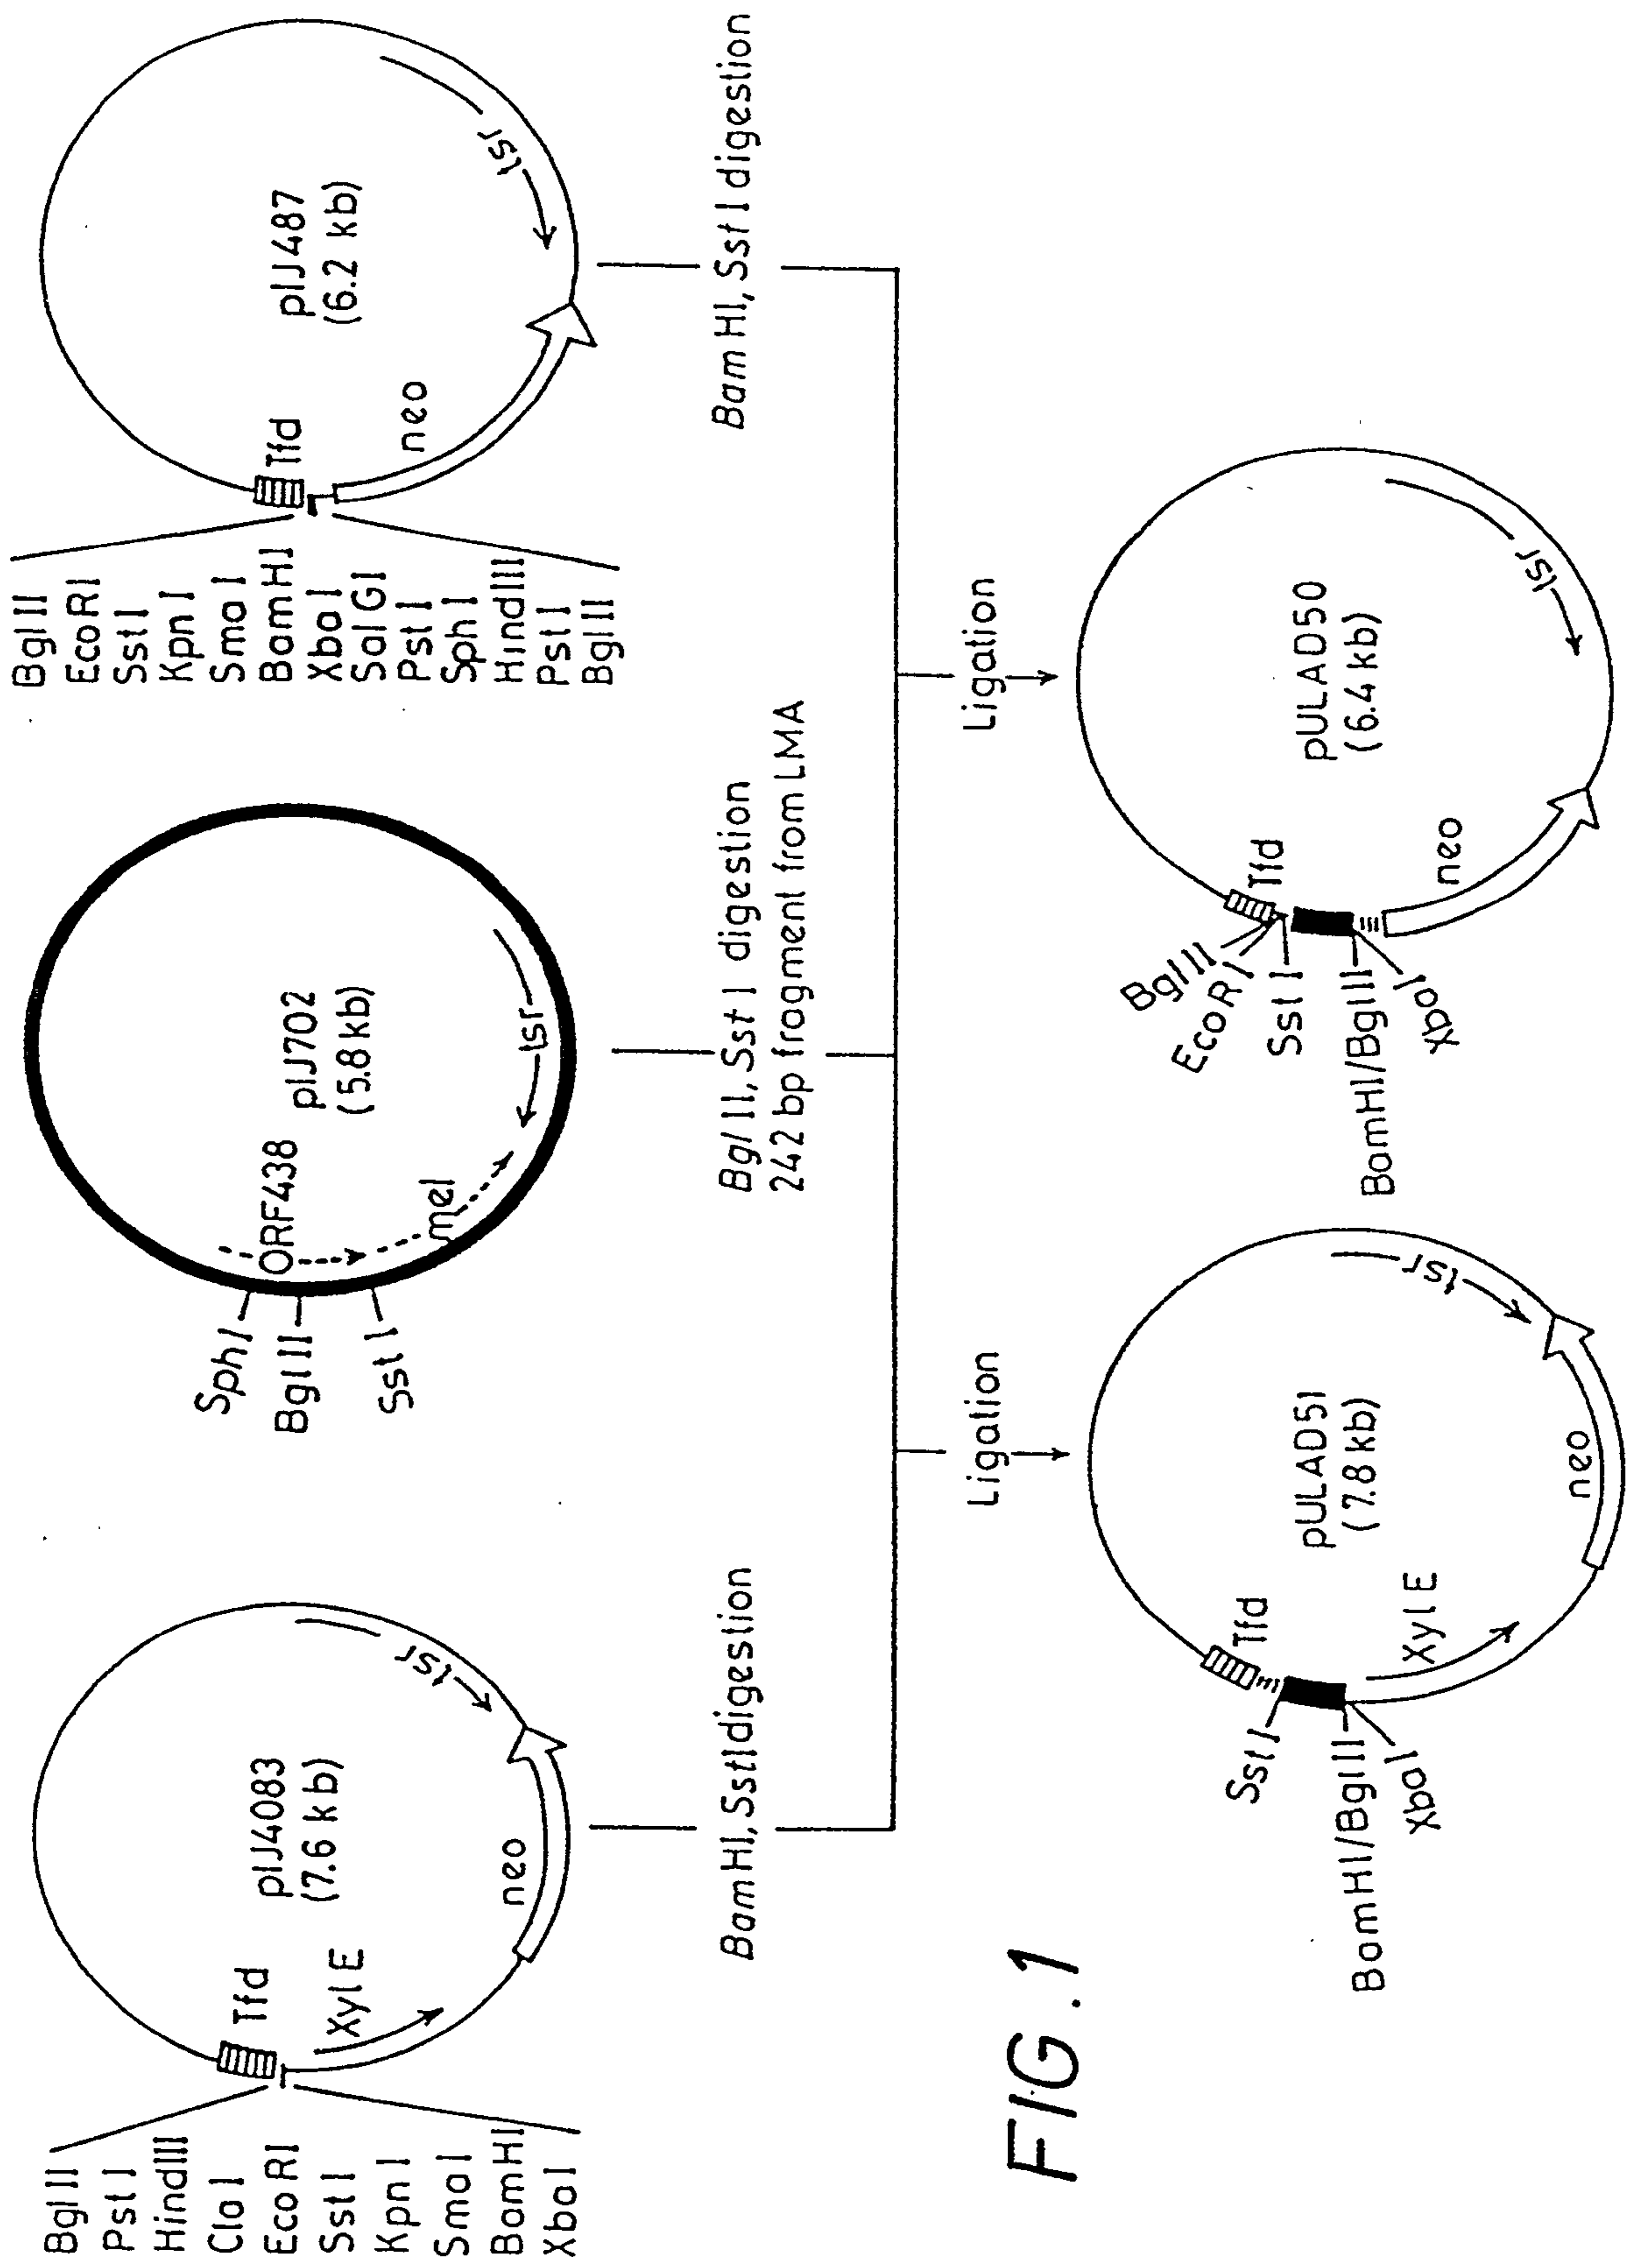 BglII
PstI
HindIII
ClaI
EcoRI
SstI
KpnI
SmaI
BamHI
XbaI
Tfd
XylE
pIJ4083
(7.6 kb)
neo
tsr
SphI
BglII
SstI
ORF438
mel
pIJ702
(5.8kb)
tsr
BglII
EcoRI
SstI
KpnI
SmaI
BamHI
XbaI
SalGI
PstI
SphI
HindIII
PstI
BglII
Tfd
neo
pIJ487
(6.2 kb)
tsr
BamHI, SstI digestion
BglII, SstI digestion
242 bp fragment from LMA
BamHI, SstI digestion
Ligation
Ligation
FIG.1
SstI
BamHI/BglII
XbaI
Tfd
XylE
pULAD51
(7.8 kb)
neo
tsr
BglII
EcoRI
SstI
BamHI/BglII
XbaI
Tfd
neo
pULAD50
(6.4 kb)
tsr